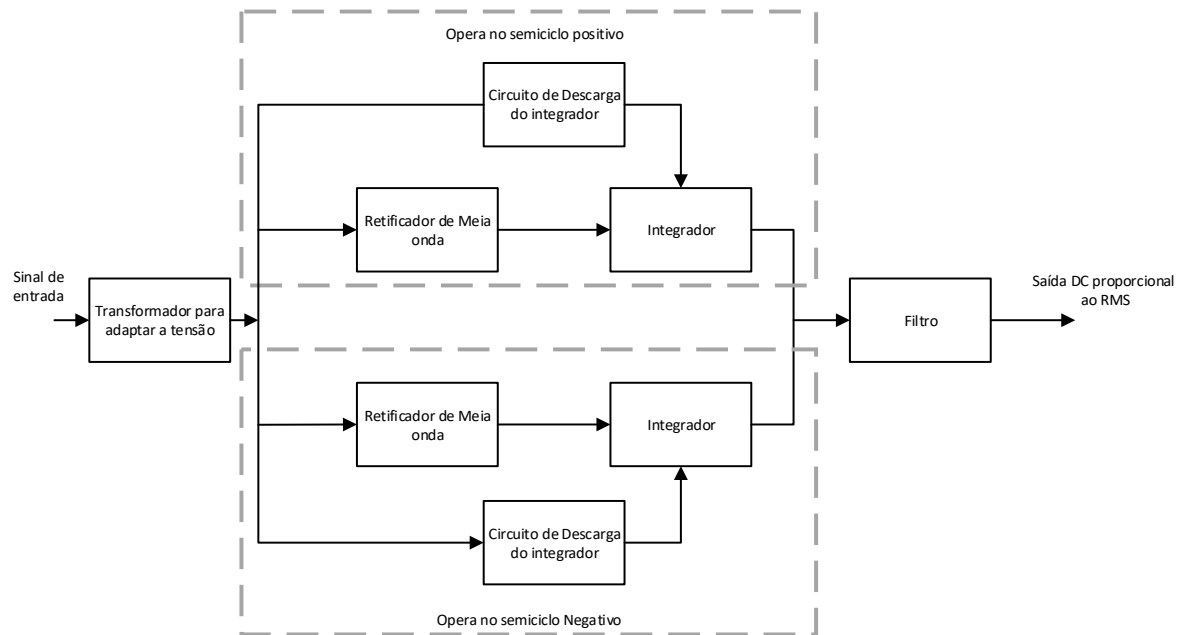 Opera no semiciclo positivo
Circuito de Descarga
do integrador
Retificador de Meia
onda
Integrador
Sinal de
entrada
Transformador para
adaptar a tensão
Filtro
Saída DC proporcional
ao RMS
Retificador de Meia
onda
Integrador
Circuito de Descarga
do integrador
Opera no semiciclo Negativo